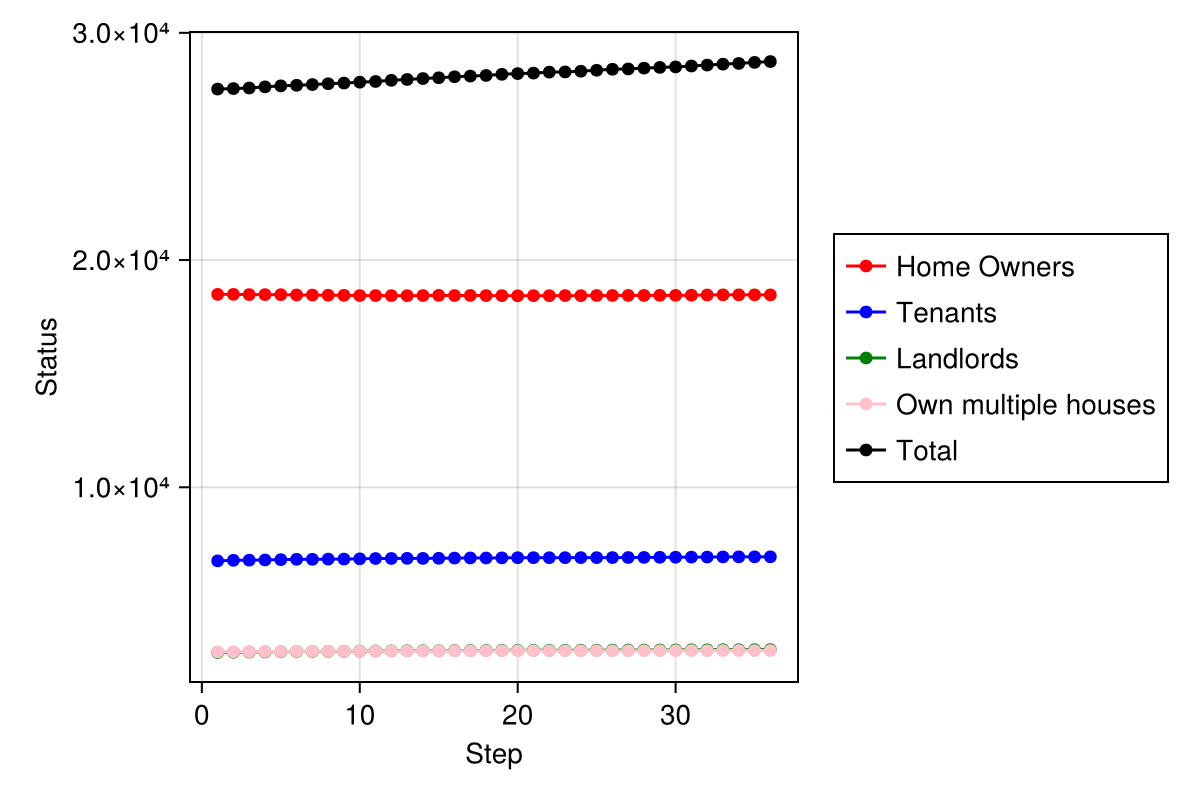 3.0×10⁴
2.0×10⁴
1.0×10⁴
Status
0 10 20 30
Step
Home Owners
Tenants
Landlords
Own multiple houses
Total